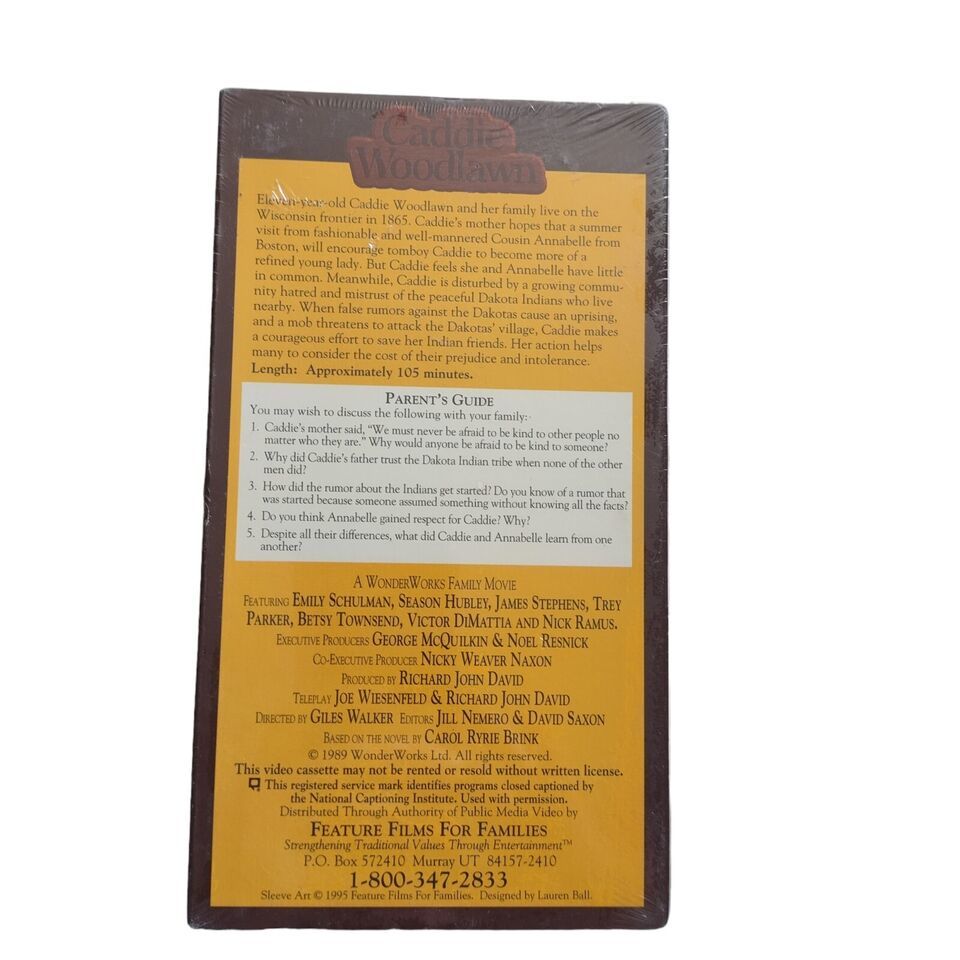 Caddie
Woodlawn
Eleven-year-old Caddie Woodlawn and her family live on the
Wisconsin frontier in 1865. Caddie's mother hopes that a summer
visit from fashionable and well-mannered Cousin Annabelle from
Boston, will encourage tomboy Caddie to become more of a
refined young lady. But Caddie feels she and Annabelle have little
in common. Meanwhile, Caddie is disturbed by a growing commu-
nity hatred and mistrust of the peaceful Dakota Indians who live
nearby. When false rumors against the Dakotas cause an uprising,
and a mob threatens to attack the Dakotas' village, Caddie makes
a courageous effort to save her Indian friends. Her action helps
many to consider the cost of their prejudice and intolerance.
Length: Approximately 105 minutes.
PARENT'S GUIDE
You may wish to discuss the following with your family:
1. Caddie's mother said, "We must never be afraid to be kind to other people no
matter who they are." Why would anyone be afraid to be kind to someone?
2. Why did Caddie's father trust the Dakota Indian tribe when none of the other
men did?
3. How did the rumor about the Indians get started? Do you know of a rumor that
was started because someone assumed something without knowing all the facts?
4. Do you think Annabelle gained respect for Caddie? Why?
5. Despite all their differences, what did Caddie and Annabelle learn from one
another?
A WONDERWORKS FAMILY MOVIE
FEATURING EMILY SCHULMAN, SEASON HUBLEY, JAMES STEPHENS, TREY
PARKER, BETSY TOWNSEND, VICTOR DIMATTIA AND NICK RAMUS.
EXECUTIVE PRODUCERS GEORGE MCQUILKIN & NOEL RESNICK
CO-EXECUTIVE PRODUCER NICKY WEAVER NAXON
PRODUCED BY RICHARD JOHN DAVID
TELEPLAY JOE WIESENFELD & RICHARD JOHN DAVID
DIRECTED BY GILES WALKER EDITORS JILL NEMERO & DAVID SAXON
BASED ON THE NOVEL BY CAROL RYRIE BRINK
© 1989 WonderWorks Ltd. All rights reserved.
This video cassette may not be rented or resold without written license.
This registered service mark identifies programs closed captioned by
the National Captioning Institute. Used with permission.
Distributed Through Authority of Public Media Video by
FEATURE FILMS FOR FAMILIES
Strengthening Traditional Values Through Entertainment™
P.O. Box 572410 Murray UT 84157-2410
1-800-347-2833
Sleeve Art © 1995 Feature Films For Families. Designed by Lauren Ball.